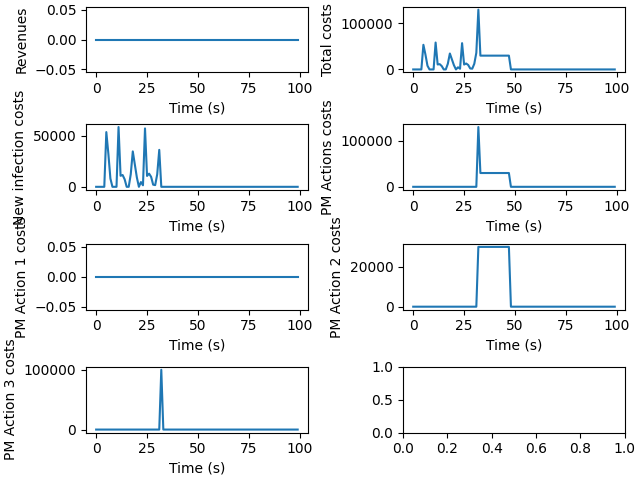 Revenues
0.05
0.00
−0.05
0 25 50 75 100
Time (s)
Total costs
100000
0
0 25 50 75 100
Time (s)
New infection costs
50000
0
0 25 50 75 100
Time (s)
PM Actions costs
100000
0
0 25 50 75 100
Time (s)
PM Action 1 costs
0.05
0.00
−0.05
0 25 50 75 100
Time (s)
PM Action 2 costs
20000
0
0 25 50 75 100
Time (s)
PM Action 3 costs
100000
0
0 25 50 75 100
Time (s)
1.0
0.5
0.0
0.0 0.2 0.4 0.6 0.8 1.0